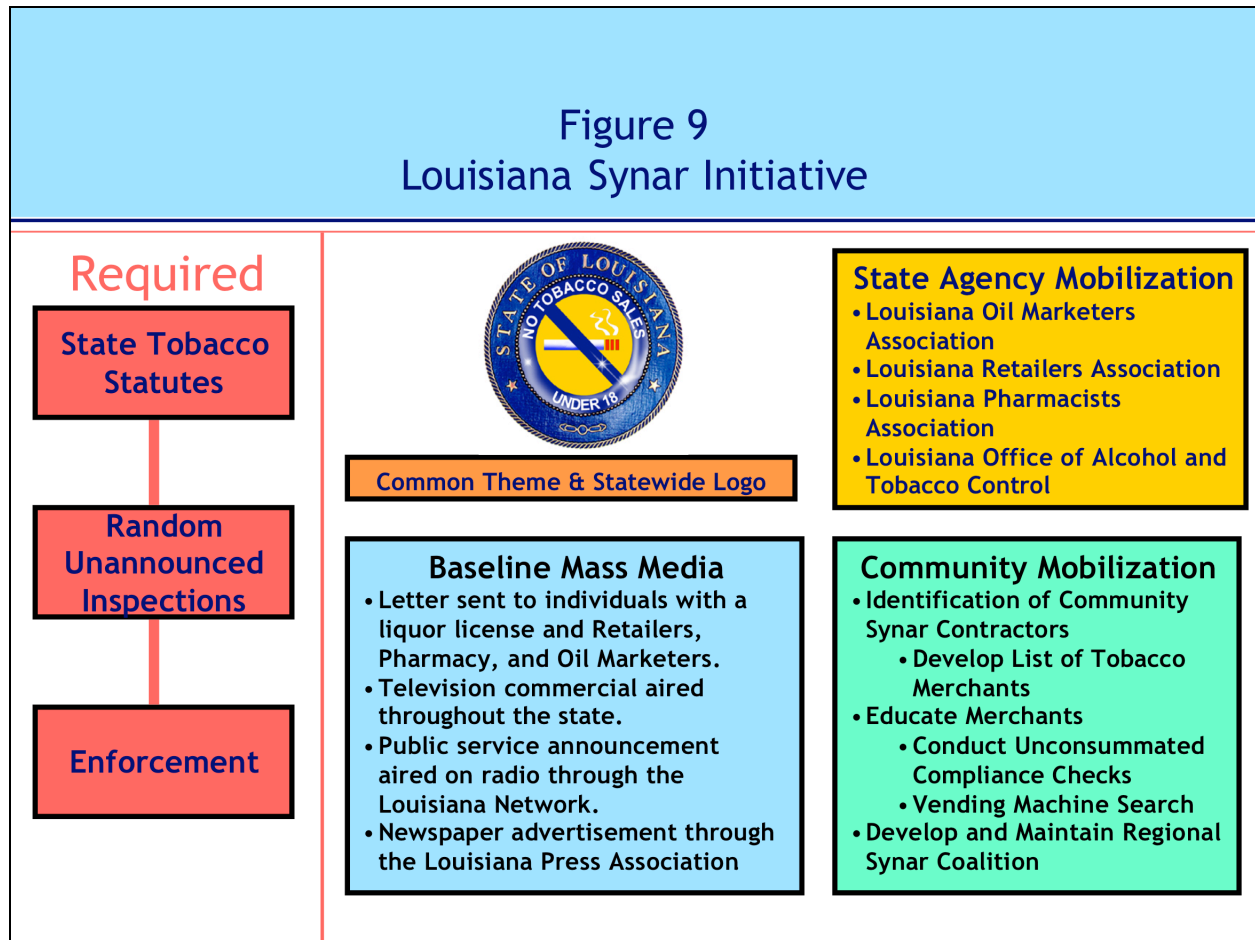 Figure 9
Louisiana Synar Initiative
Required
State Tobacco
Statutes
Random
Unannounced
Inspections
Enforcement
STATE OF LOUISIANA
NO TOBACCO SALES
UNDER 18
Common Theme & Statewide Logo
State Agency Mobilization
• Louisiana Oil Marketers
Association
• Louisiana Retailers Association
• Louisiana Pharmacists
Association
• Louisiana Office of Alcohol and
Tobacco Control
Baseline Mass Media
• Letter sent to individuals with a
liquor license and Retailers,
Pharmacy, and Oil Marketers.
• Television commercial aired
throughout the state.
• Public service announcement
aired on radio through the
Louisiana Network.
• Newspaper advertisement through
the Louisiana Press Association
Community Mobilization
• Identification of Community
Synar Contractors
• Develop List of Tobacco
Merchants
• Educate Merchants
• Conduct Unconsummated
Compliance Checks
• Vending Machine Search
• Develop and Maintain Regional
Synar Coalition